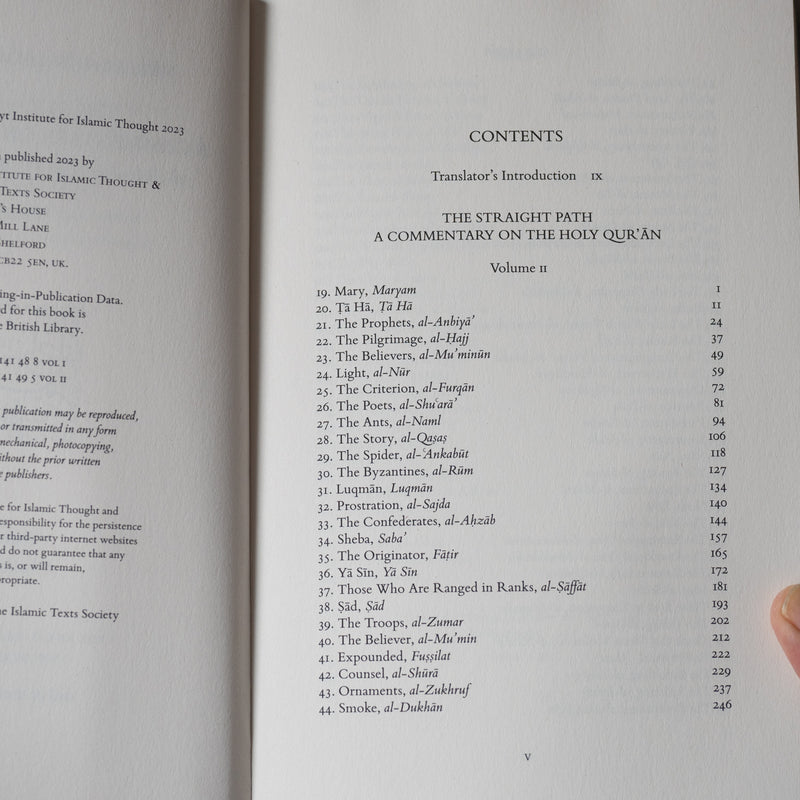 yt Institute for Islamic Thought 2023
published 2023 by
TITUTE FOR ISLAMIC THOUGHT &
TEXTS SOCIETY
'S HOUSE
MILL LANE
HELFORD
CB22 5EN, UK.
ing-in-Publication Data.
d for this book is
e British Library.
141 48 8 VOL I
41 49 5 VOL II
publication may be reproduced,
or transmitted in any form
mechanical, photocopying,
ithout the prior written
e publishers.
e for Islamic Thought and
esponsibility for the persistence
r third-party internet websites
d do not guarantee that any
s is, or will remain,
ropriate.
he Islamic Texts Society
CONTENTS
Translator's Introduction IX
THE STRAIGHT PATH
A COMMENTARY ON THE HOLY QUR'ĀN
Volume II
19. Mary, Maryam 1
20. Ṭā Hā, Ṭā Hā 11
21. The Prophets, al-Anbiyāʾ 24
22. The Pilgrimage, al-Ḥajj 37
23. The Believers, al-Muʾminūn 49
24. Light, al-Nūr 59
25. The Criterion, al-Furqān 72
26. The Poets, al-Shuʿarāʾ 81
27. The Ants, al-Naml 94
28. The Story, al-Qaṣaṣ 106
29. The Spider, al-ʿAnkabūt 118
30. The Byzantines, al-Rūm 127
31. Luqmān, Luqmān 134
32. Prostration, al-Sajda 140
33. The Confederates, al-Aḥzāb 144
34. Sheba, Sabaʾ 157
35. The Originator, Fāṭir 165
36. Yā Sīn, Yā Sīn 172
37. Those Who Are Ranged in Ranks, al-Ṣāffāt 181
38. Ṣād, Ṣād 193
39. The Troops, al-Zumar 202
40. The Believer, al-Muʾmin 212
41. Expounded, Fuṣṣilat 222
42. Counsel, al-Shūrā 229
43. Ornaments, al-Zukhruf 237
44. Smoke, al-Dukhān 246
V